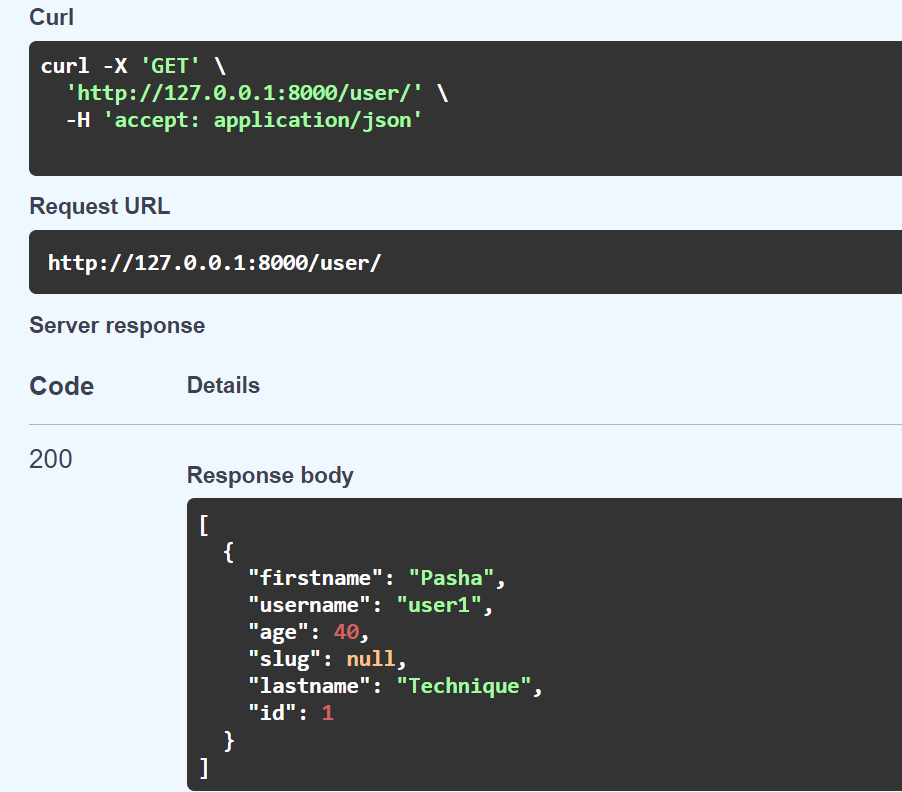 Curl
curl -X 'GET' \
  'http://127.0.0.1:8000/user/' \
  -H 'accept: application/json'
Request URL
http://127.0.0.1:8000/user/
Server response
Code Details
200
Response body
[
  {
    "firstname": "Pasha",
    "username": "user1",
    "age": 40,
    "slug": null,
    "lastname": "Technique",
    "id": 1
  }
]